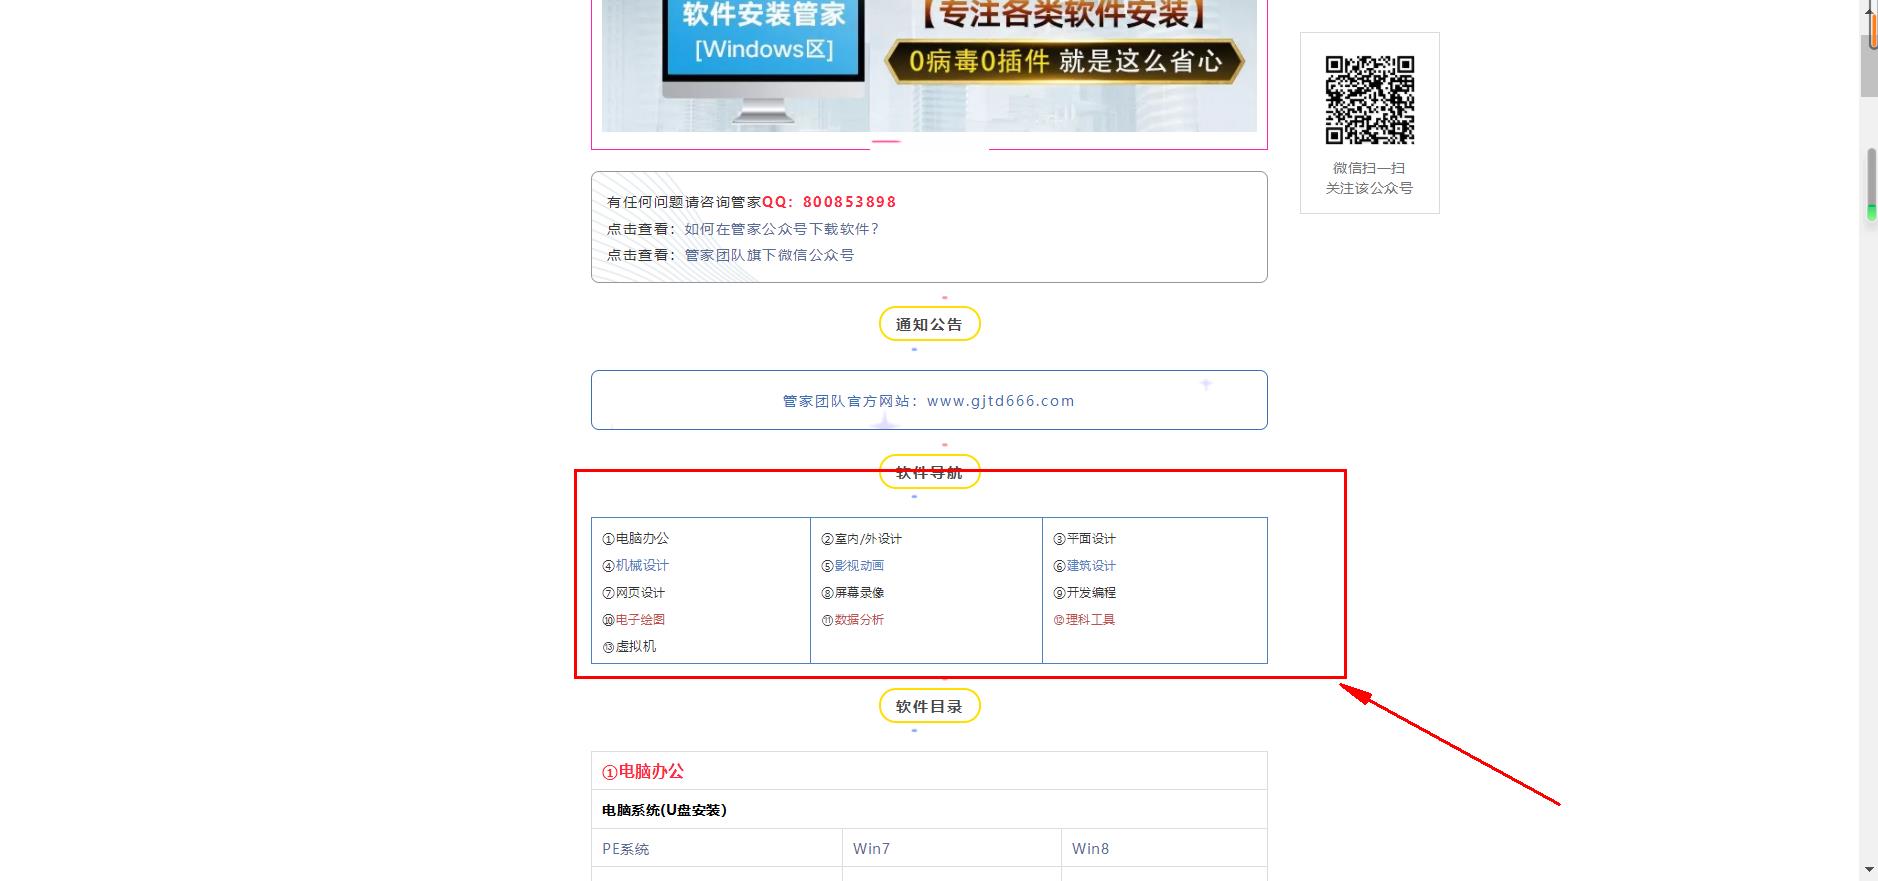 软件安装管家
[Windows区]
【专注各类软件安装】
0病毒0插件 就是这么省心
微信扫一扫
关注该公众号
有任何问题请咨询管家QQ：800853898
点击查看：如何在管家公众号下载软件？
点击查看：管家团队旗下微信公众号
通知公告
管家团队官方网站：www.gjtd666.com
软件导航
①电脑办公 ②室内/外设计 ③平面设计
④机械设计 ⑤影视动画 ⑥建筑设计
⑦网页设计 ⑧屏幕录像 ⑨开发编程
⑩电子绘图 ⑪数据分析 ⑫理科工具
⑬虚拟机
软件目录
①电脑办公
电脑系统(U盘安装)
PE系统 Win7 Win8